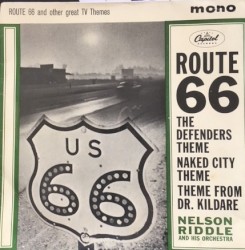 ROUTE 66 and other great TV Themes
mono
Capitol
ROUTE
66
THE
DEFENDERS
THEME
NAKED CITY
THEME
THEME FROM
DR. KILDARE
NELSON
RIDDLE
AND HIS ORCHESTRA
US
66